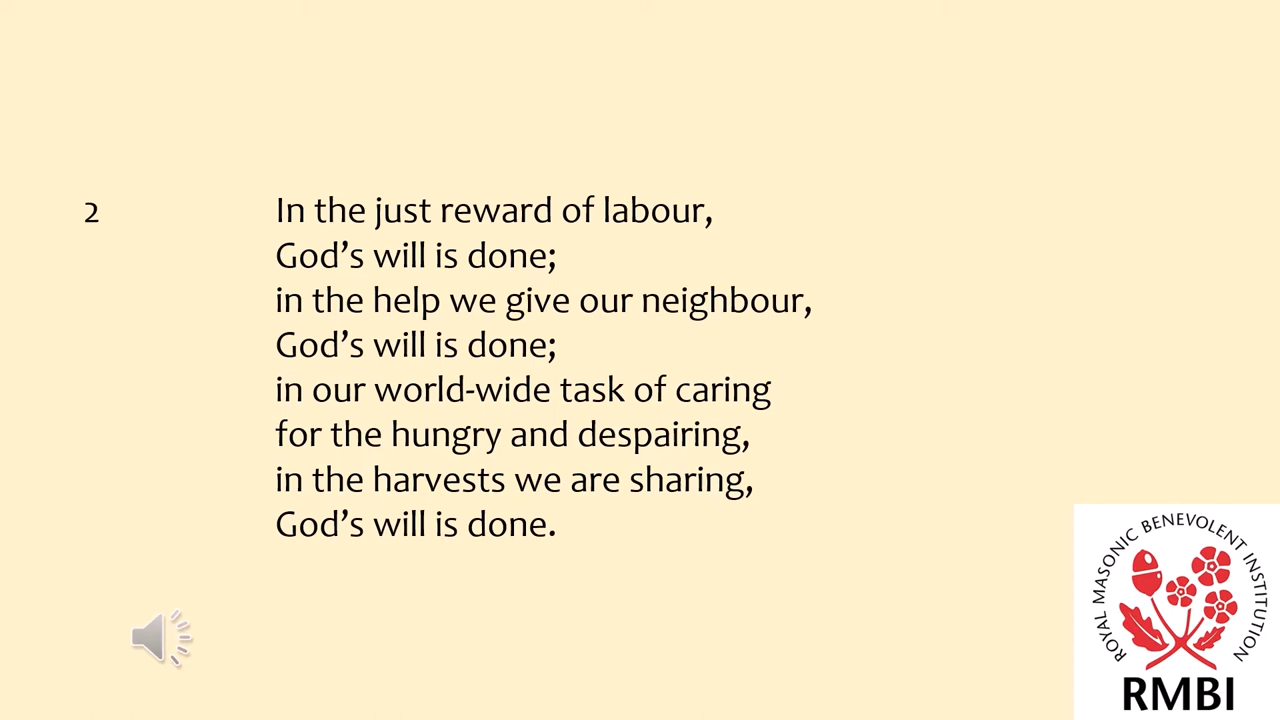 2
In the just reward of labour,
God’s will is done;
in the help we give our neighbour,
God’s will is done;
in our world-wide task of caring
for the hungry and despairing,
in the harvests we are sharing,
God’s will is done.
ROYAL MASONIC BENEVOLENT INSTITUTION
RMBI